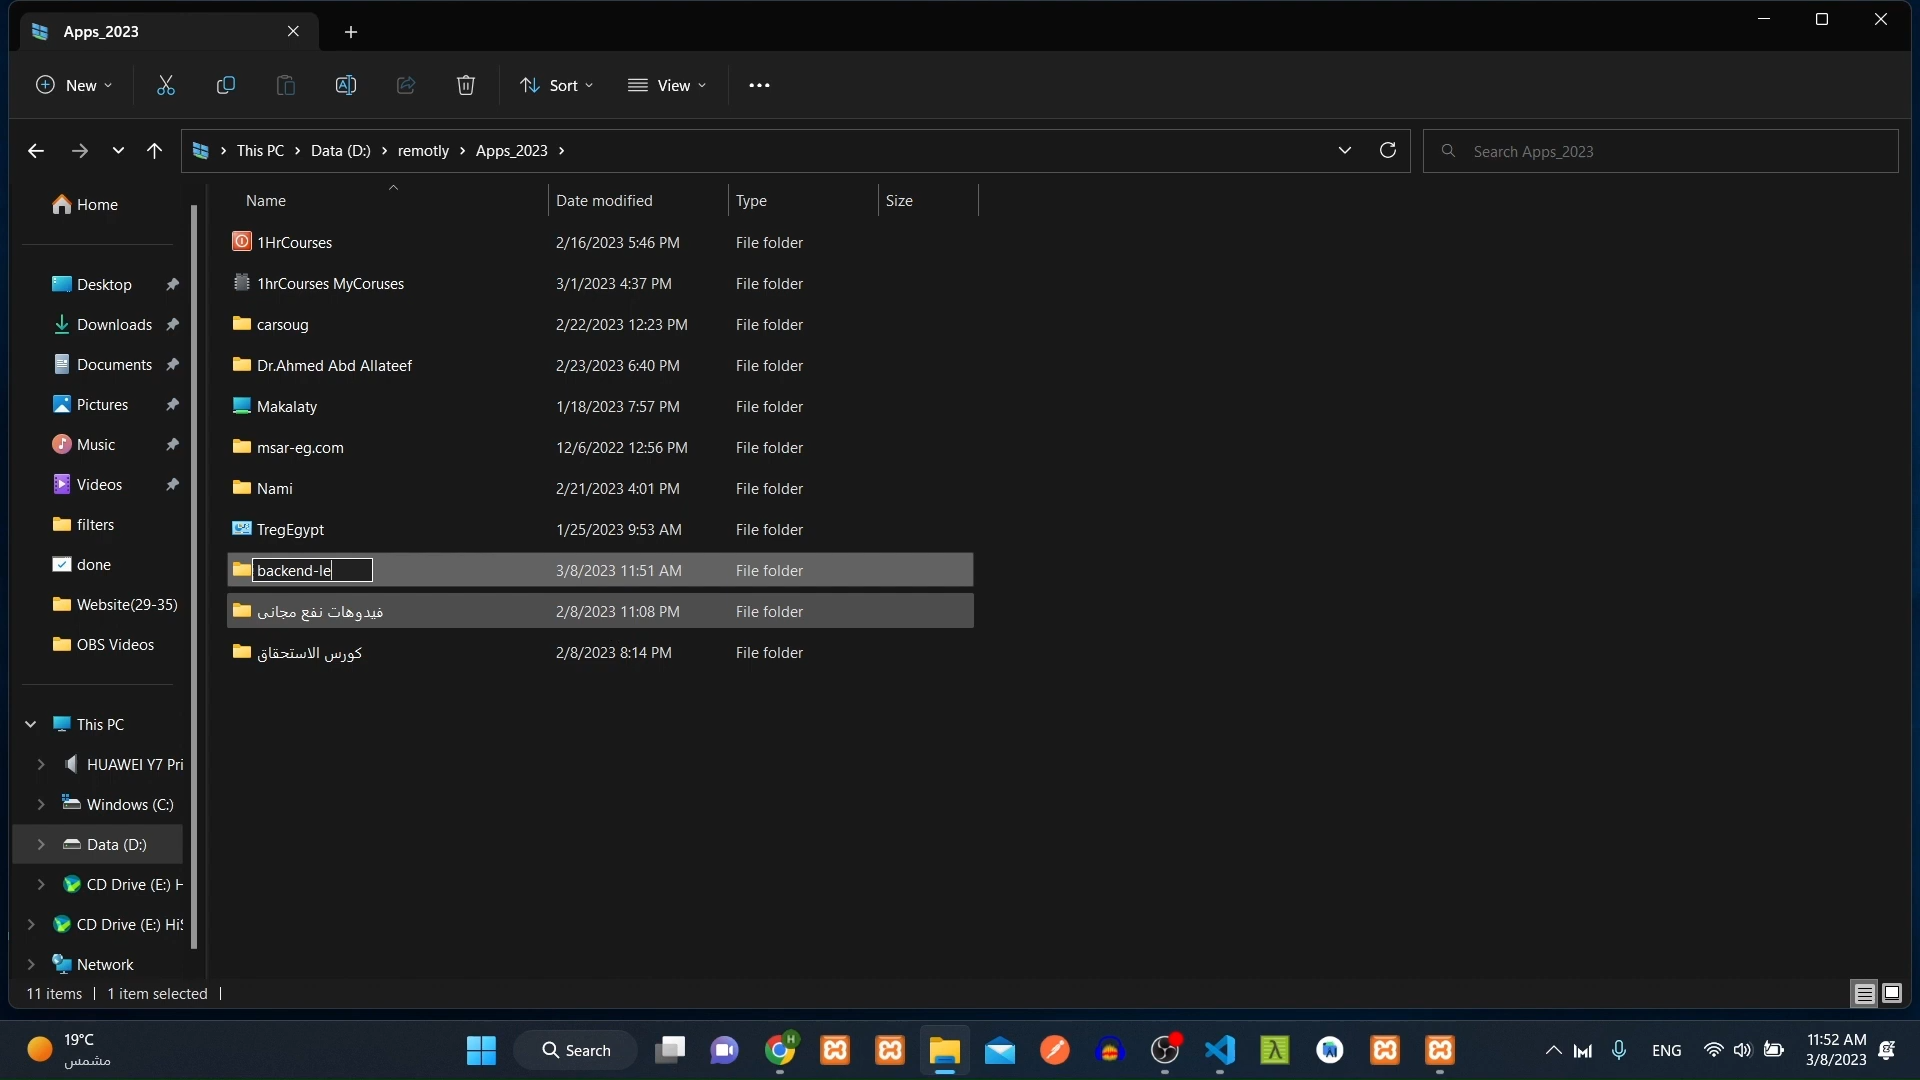 Apps_2023
New
Sort
View
This PC
Data (D:)
remotly
Apps_2023
Search Apps_2023
Name
Date modified
Type
Size
1HrCourses 2/16/2023 5:46 PM File folder
1hrCourses MyCoruses 3/1/2023 4:37 PM File folder
carsoug 2/22/2023 12:23 PM File folder
Dr.Ahmed Abd Allateef 2/23/2023 6:40 PM File folder
Makalaty 1/18/2023 7:57 PM File folder
msar-eg.com 12/6/2022 12:56 PM File folder
Nami 2/21/2023 4:01 PM File folder
TregEgypt 1/25/2023 9:53 AM File folder
backend-le 3/8/2023 11:51 AM File folder
فيدوهات نفع مجانى 2/8/2023 11:08 PM File folder
كورس الاستحقاق 2/8/2023 8:14 PM File folder
Home
Desktop
Downloads
Documents
Pictures
Music
Videos
filters
done
Website(29-35)
OBS Videos
This PC
HUAWEI Y7 Pri
Windows (C:)
Data (D:)
CD Drive (E:) H
CD Drive (E:) HiS
Network
11 items
1 item selected
19°C
مشمس
Search
ENG
11:52 AM
3/8/2023